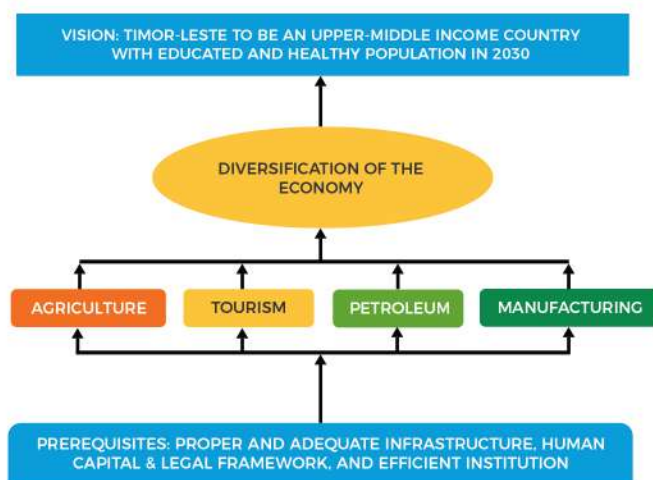 VISION: TIMOR-LESTE TO BE AN UPPER-MIDDLE INCOME COUNTRY
WITH EDUCATED AND HEALTHY POPULATION IN 2030
DIVERSIFICATION OF THE
ECONOMY
AGRICULTURE
TOURISM
PETROLEUM
MANUFACTURING
PREREQUISITES: PROPER AND ADEQUATE INFRASTRUCTURE, HUMAN
CAPITAL & LEGAL FRAMEWORK, AND EFFICIENT INSTITUTION